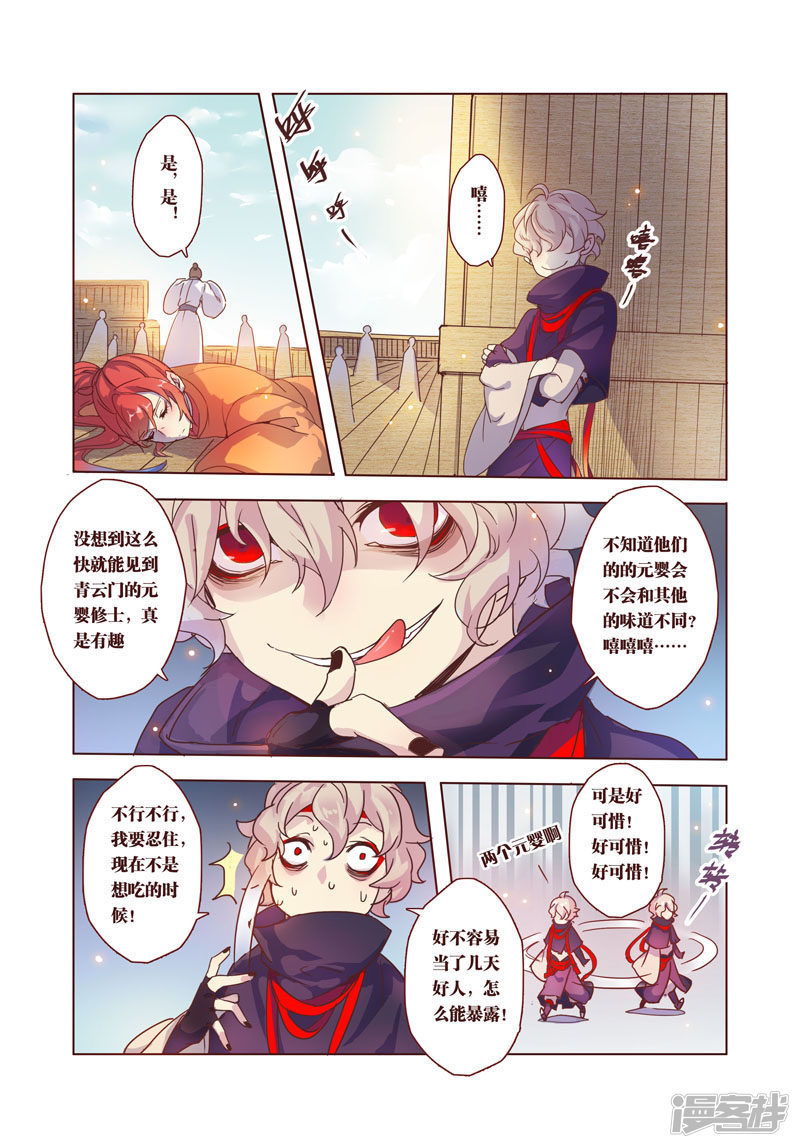 是，
是！
呼
呼
呼
嘻……
嘻
嘻
没想到这么
快就能见到
青云门的元
婴修士，真
是有趣
不知道他们
的的元婴会
不会和其他
的味道不同？
嘻嘻嘻……
不行不行，
我要忍住，
现在不是
想吃的时
候！
好不容易
当了几天
好人，怎
么能暴露！
两个元婴啊
可是好
可惜！
好可惜！
好可惜！
转
转
漫客栈